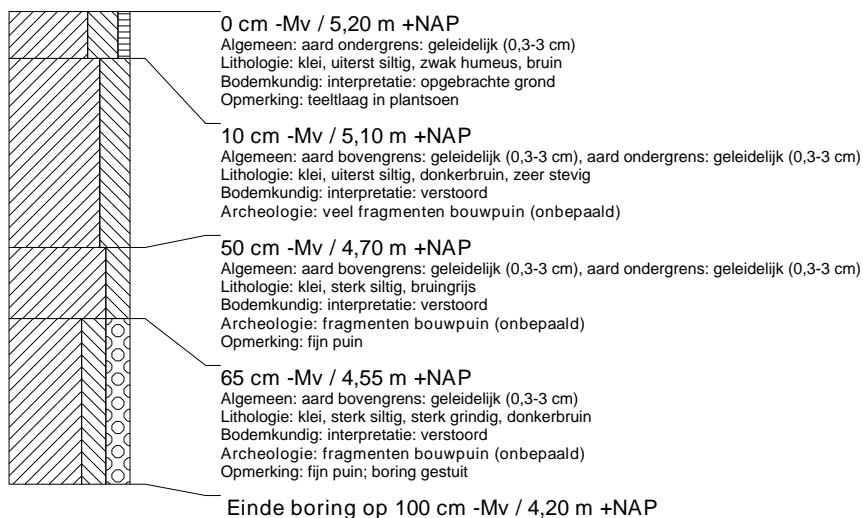 0 cm -Mv / 5,20 m +NAP
Algemeen: aard ondergrens: geleidelijk (0,3-3 cm)
Lithologie: klei, uiterst siltig, zwak humeus, bruin
Bodemkundig: interpretatie: opgebrachte grond
Opmerking: teeltlaag in plantsoen
10 cm -Mv / 5,10 m +NAP
Algemeen: aard bovengrens: geleidelijk (0,3-3 cm), aard ondergrens: geleidelijk (0,3-3 cm)
Lithologie: klei, uiterst siltig, donkerbruin, zeer stevig
Bodemkundig: interpretatie: verstoord
Archeologie: veel fragmenten bouwpuin (onbepaald)
50 cm -Mv / 4,70 m +NAP
Algemeen: aard bovengrens: geleidelijk (0,3-3 cm), aard ondergrens: geleidelijk (0,3-3 cm)
Lithologie: klei, sterk siltig, bruingrijs
Bodemkundig: interpretatie: verstoord
Archeologie: fragmenten bouwpuin (onbepaald)
Opmerking: fijn puin
65 cm -Mv / 4,55 m +NAP
Algemeen: aard bovengrens: geleidelijk (0,3-3 cm)
Lithologie: klei, sterk siltig, sterk grindig, donkerbruin
Bodemkundig: interpretatie: verstoord
Archeologie: fragmenten bouwpuin (onbepaald)
Opmerking: fijn puin; boring gestuit
Einde boring op 100 cm -Mv / 4,20 m +NAP